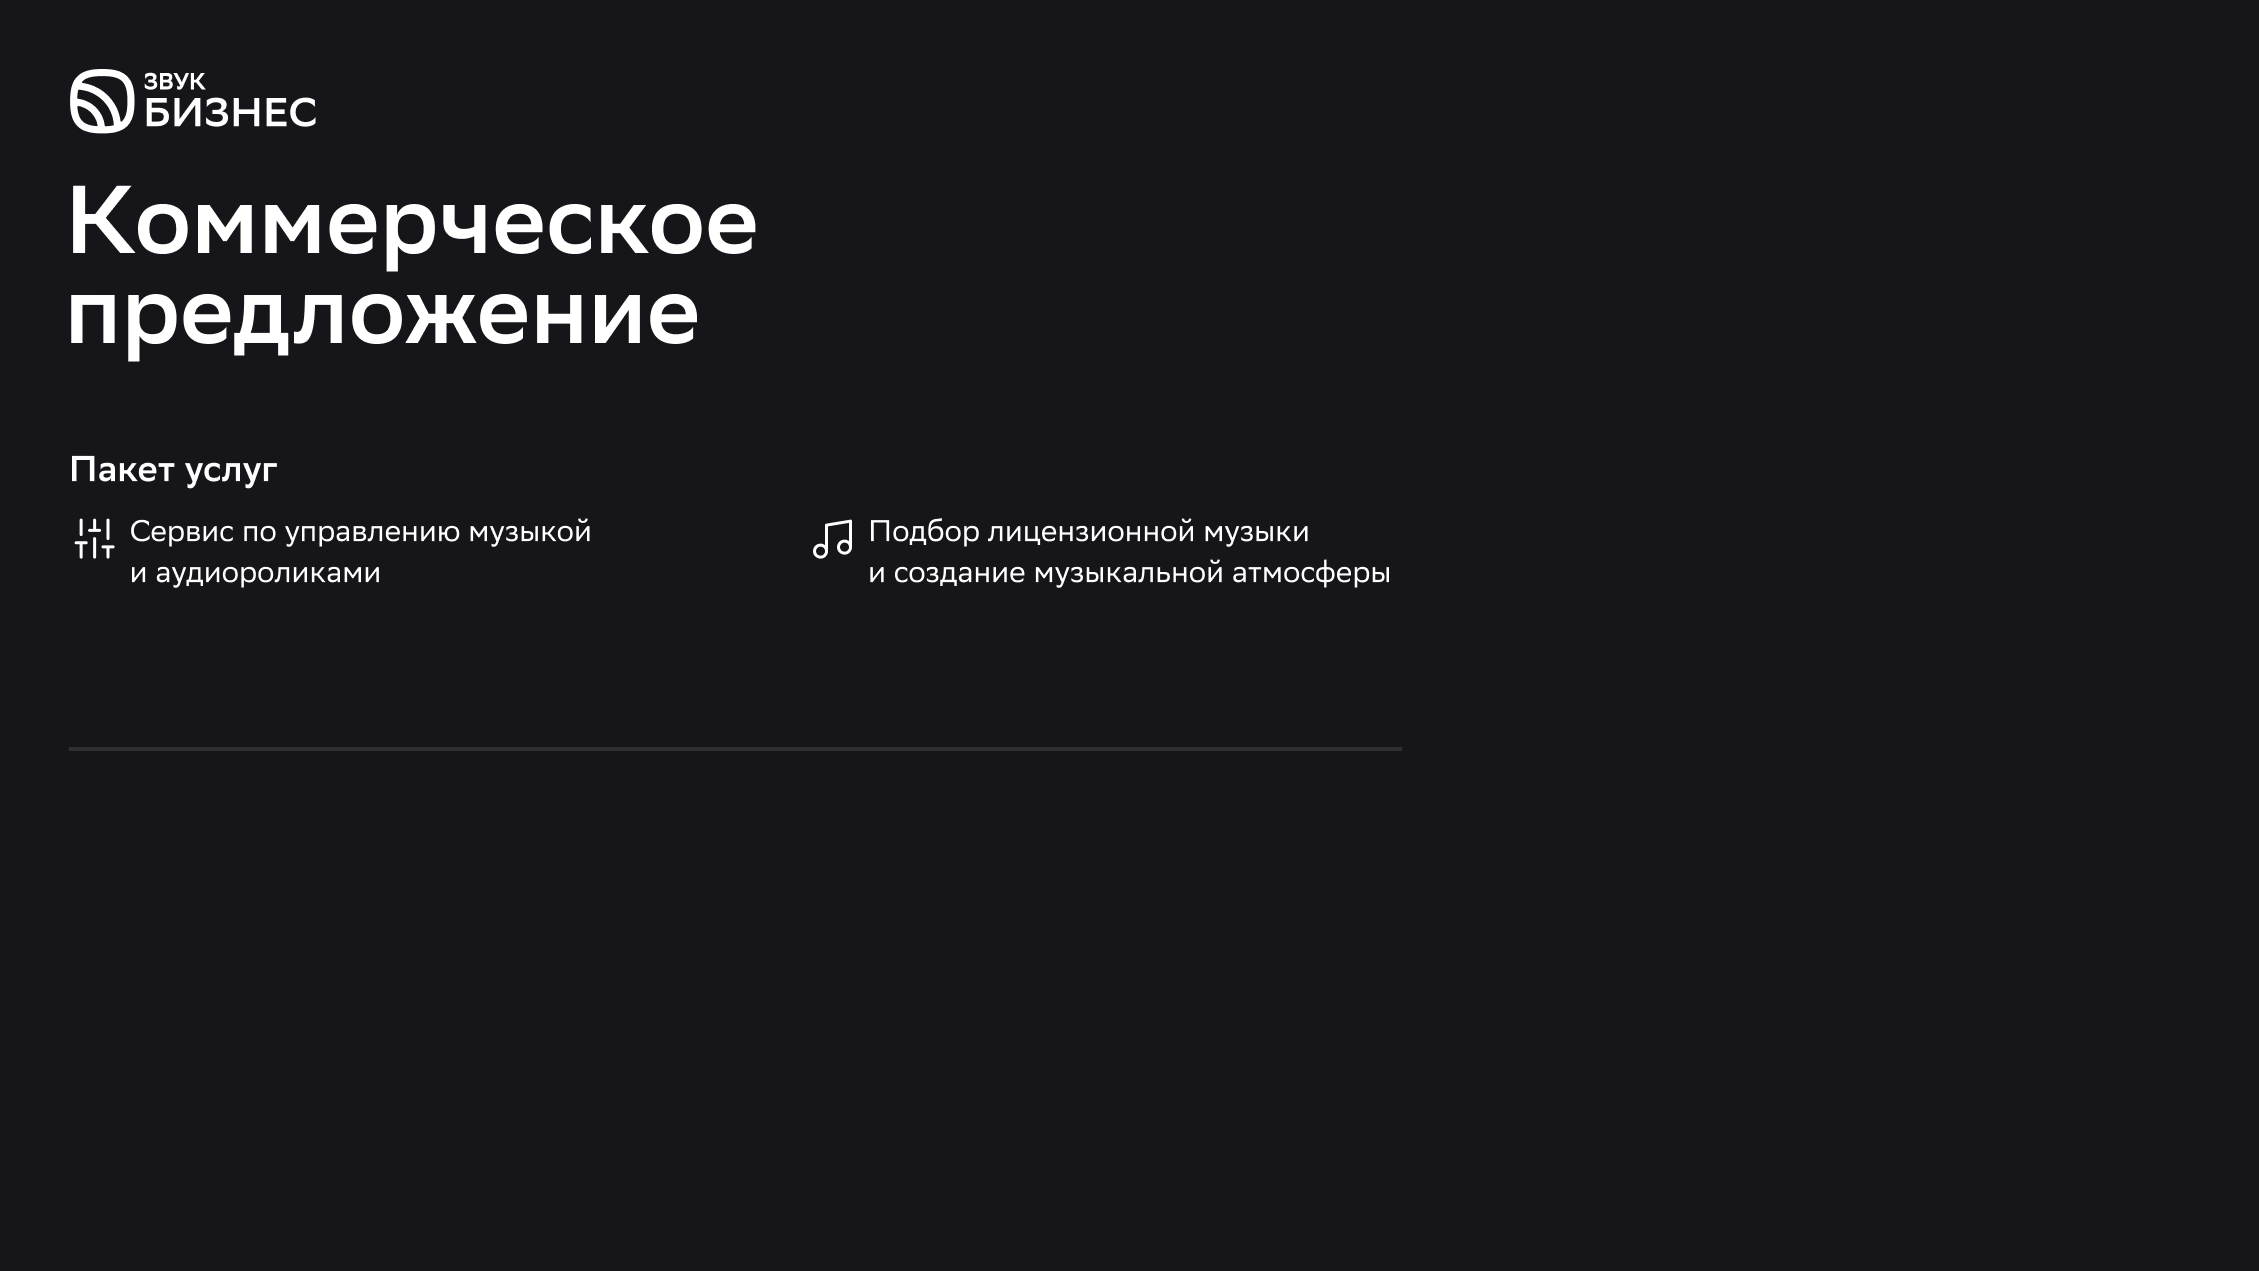 ЗВУК
БИЗНЕС
Коммерческое
предложение
Пакет услуг
Сервис по управлению музыкой
и аудиороликами
Подбор лицензионной музыки
и создание музыкальной атмосферы